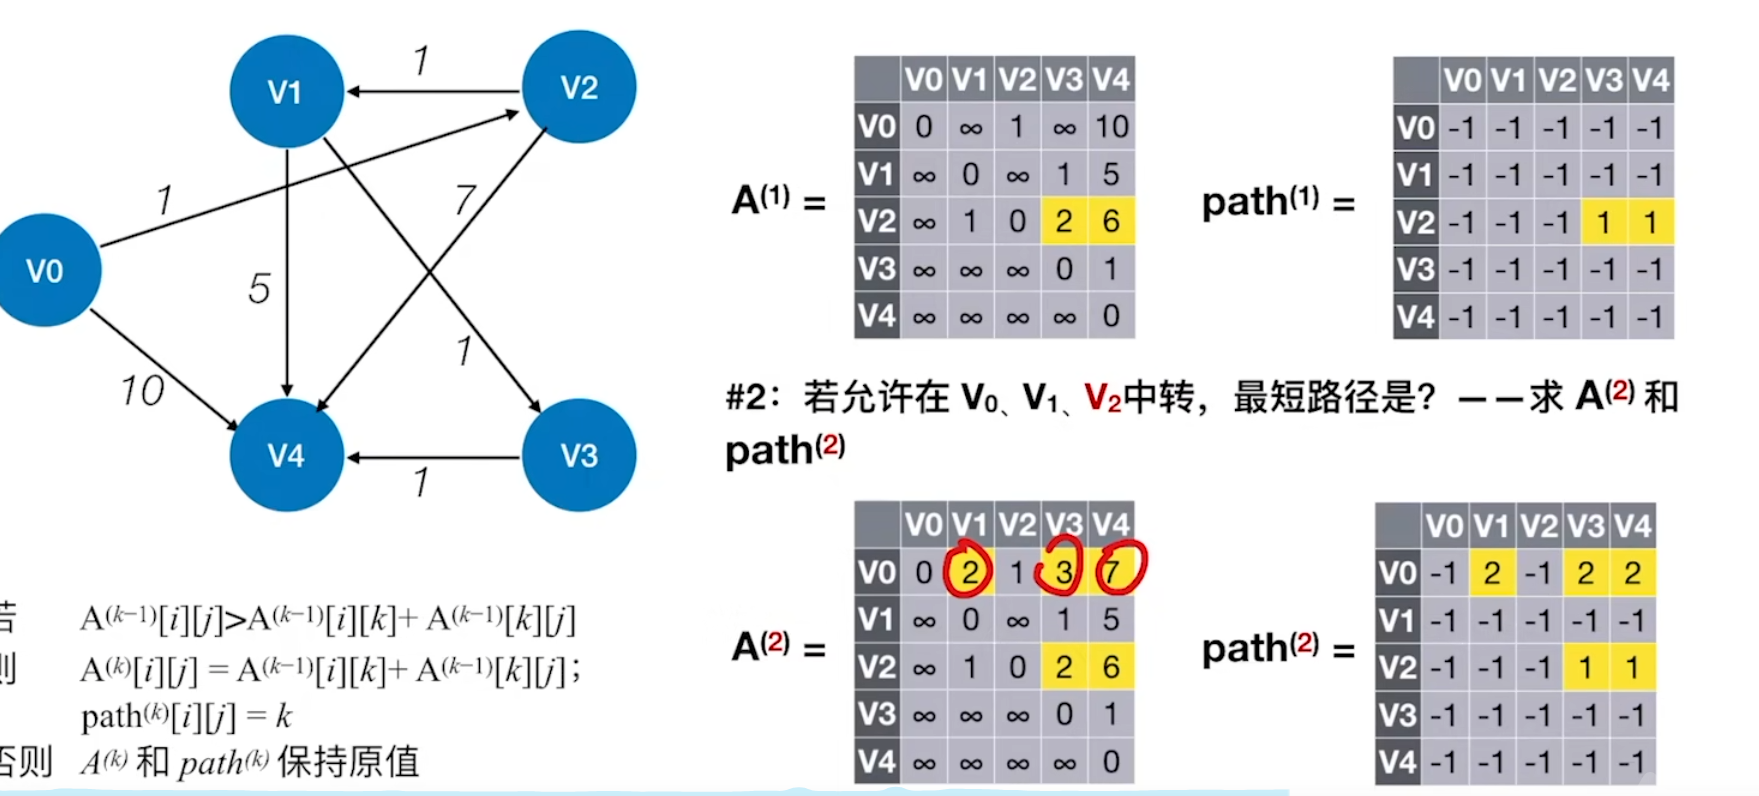 V1
1
V2
1
7
V0
5
1
10
V4
1
V3
A(1) =
V0 V1 V2 V3 V4
V0 0 ∞ 1 ∞ 10
V1 ∞ 0 ∞ 1 5
V2 ∞ 1 0 2 6
V3 ∞ ∞ ∞ 0 1
V4 ∞ ∞ ∞ ∞ 0
path(1) =
V0 V1 V2 V3 V4
V0 -1 -1 -1 -1 -1
V1 -1 -1 -1 -1 -1
V2 -1 -1 -1 1 1
V3 -1 -1 -1 -1 -1
V4 -1 -1 -1 -1 -1
#2：若允许在 V0、V1、V2中转，最短路径是？——求 A(2) 和
path(2)
A(2) =
V0 V1 V2 V3 V4
V0 0 2 1 3 7
V1 ∞ 0 ∞ 1 5
V2 ∞ 1 0 2 6
V3 ∞ ∞ ∞ 0 1
V4 ∞ ∞ ∞ ∞ 0
path(2) =
V0 V1 V2 V3 V4
V0 -1 2 -1 2 2
V1 -1 -1 -1 -1 -1
V2 -1 -1 -1 1 1
V3 -1 -1 -1 -1 -1
V4 -1 -1 -1 -1 -1
若 A(k−1)[i][j]>A(k−1)[i][k]+ A(k−1)[k][j]
则 A(k)[i][j] = A(k−1)[i][k]+ A(k−1)[k][j]；
path(k)[i][j] = k
否则 A(k) 和 path(k) 保持原值